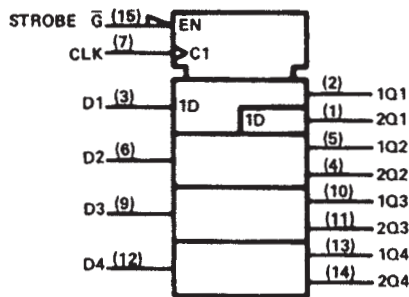 STROBE G̅ (15) EN
CLK (7) C1
D1 (3) 1D (2) 1Q1
1D (1) 2Q1
D2 (6) (5) 1Q2
(4) 2Q2
D3 (9) (10) 1Q3
(11) 2Q3
D4 (12) (13) 1Q4
(14) 2Q4